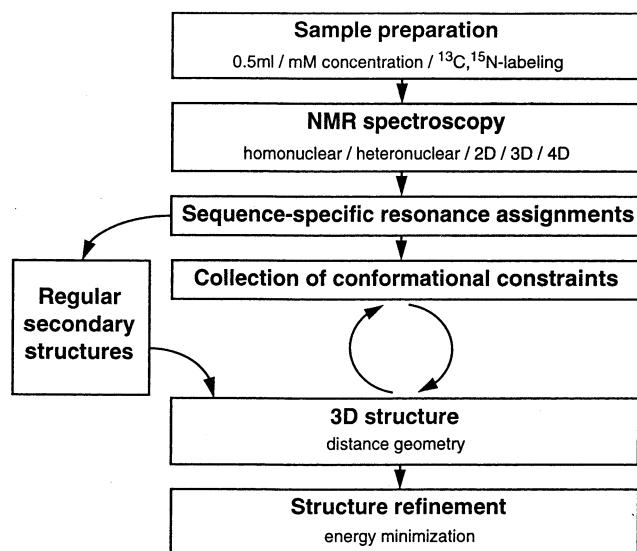 Sample preparation
0.5ml / mM concentration / ¹³C,¹⁵N-labeling
NMR spectroscopy
homonuclear / heteronuclear / 2D / 3D / 4D
Sequence-specific resonance assignments
Collection of conformational constraints
Regular
secondary
structures
3D structure
distance geometry
Structure refinement
energy minimization